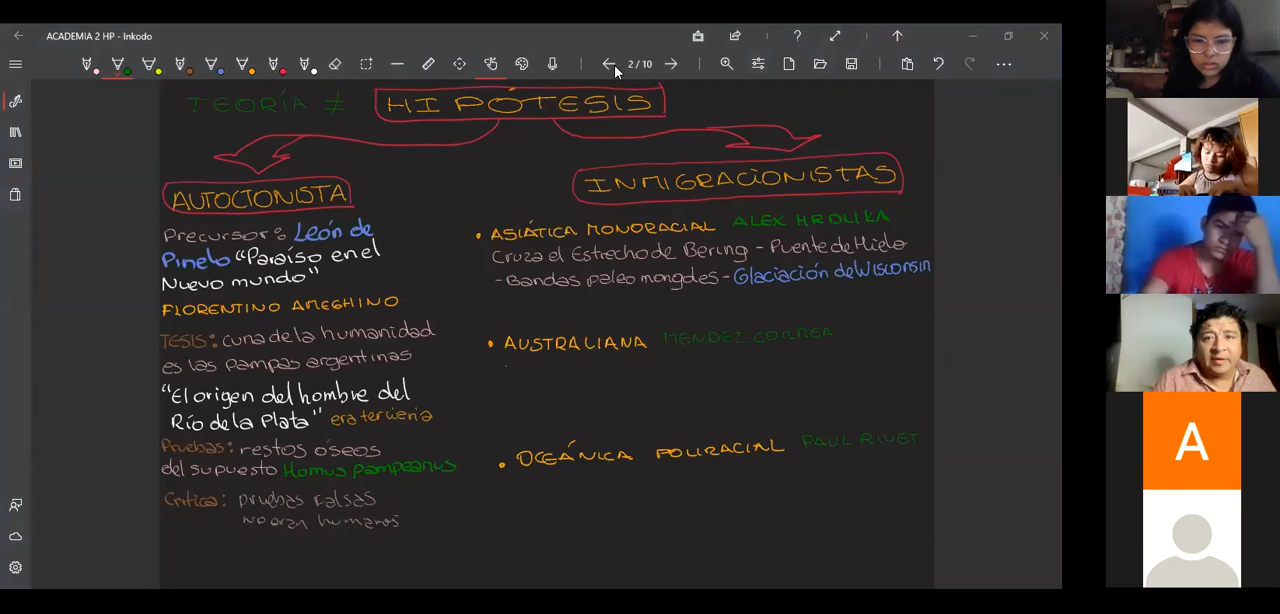 ACADEMIA 2 HP - Inkodo
2 / 10
TEORÍA ≠ HIPÓTESIS
AUTOCTONISTA
Precursor: León de
Pinelo "Paraíso en el
Nuevo mundo"
FLORENTINO AMEGHINO
TESIS: cuna de la humanidad
es las pampas argentinas
"El origen del hombre del
Río de la Plata" era terciería
Pruebas: restos óseos
del supuesto Homus pampeanus
Crítica: pruebas falsas
no eran humanos
INMIGRACIONISTAS
• ASIÁTICA MONORACIAL ALEX HRDLIKA
Cruza el Estrecho de Bering - Puente de Hielo
- Bandas paleo mongoles - Glaciación de Wisconsin
• AUSTRALIANA MENDEZ CORREA
• OCEÁNICA POLIRACIAL PAUL RIVET
A